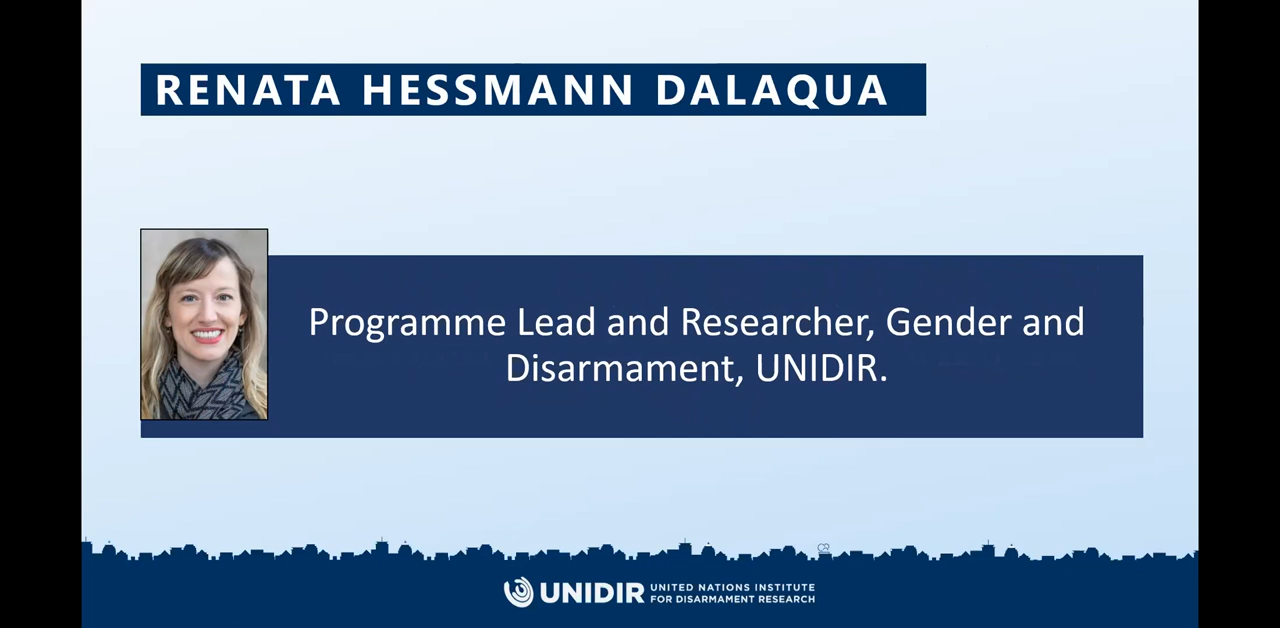 RENATA HESSMANN DALAQUA
Programme Lead and Researcher, Gender and
Disarmament, UNIDIR.
UNIDIR
UNITED NATIONS INSTITUTE
FOR DISARMAMENT RESEARCH